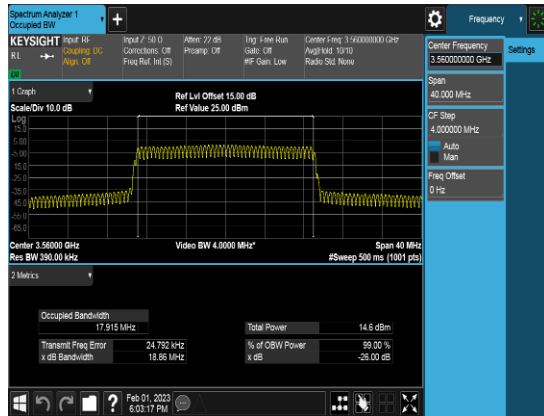 Spectrum Analyzer 1
Occupied BW
+
Frequency
KEYSIGHT Input: RF Input Z: 50 Ω Atten: 22 dB Trig: Free Run Center Freq: 3.560000000 GHz
RL Coupling: DC Corrections: Off Preamp: Off Gate: Off Avg|Hold: 10/10
Align: Off Freq Ref: Int (S) #IF Gain: Low Radio Std: None
Center Frequency
3.560000000 GHz
Settings
Span
40.000 MHz
CF Step
4.000000 MHz
Auto
Man
Freq Offset
0 Hz
1 Graph
Scale/Div 10.0 dB
Ref Lvl Offset 15.00 dB
Ref Value 25.00 dBm
Log
15.0
5.00
-5.00
-15.0
-25.0
-35.0
-45.0
-55.0
-65.0
Center 3.56000 GHz Video BW 4.0000 MHz* Span 40 MHz
Res BW 390.00 kHz #Sweep 500 ms (1001 pts)
2 Metrics
Occupied Bandwidth
17.915 MHz
Total Power 14.6 dBm
Transmit Freq Error 24.792 kHz % of OBW Power 99.00 %
x dB Bandwidth 18.86 MHz x dB -26.00 dB
?
Feb 01, 2023
6:03:17 PM